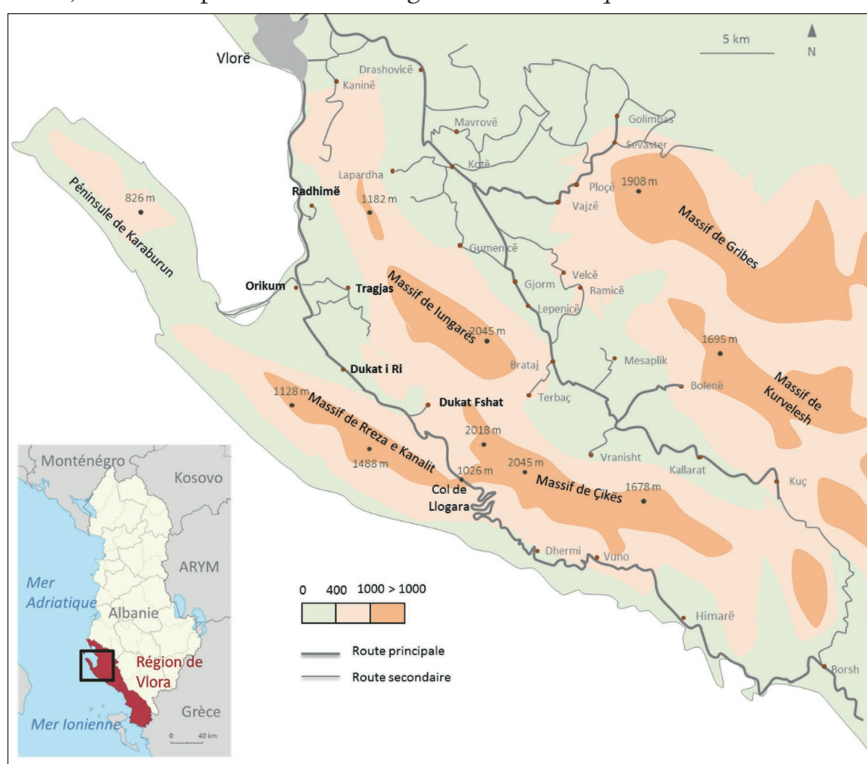 Vlorë
Drashovicë
Kaninë
5 km
N
Mavrovë
Golimbas
Sevaster
Kotë
Lapardha
Péninsule de Karaburun
826 m
Radhimë
1182 m
Ploçë
1908 m
Vajzë
Massif de Gribes
Gumenicë
Orikum
Tragjas
Massif de lungarës
2045 m
Gjorm
Lepenicë
Velcë
Ramicë
1695 m
Massif de
Kurvelesh
Brataj
Mesaplik
Bolenë
Terbaç
Dukat i Ri
Dukat Fshat
1128 m
Massif de Rreza e Kanalit
1488 m
2018 m
2045 m
Massif de Çikës
1678 m
1026 m
Col de
Llogara
Vranisht
Kallarat
Kuç
Dhermi
Vuno
Himarë
Borsh
0 400 1000 > 1000
Route principale
Route secondaire
Monténégro
Kosovo
ARYM
Mer
Adriatique
Albanie
Région de
Vlora
Mer Ionienne
Grèce
0 40 km